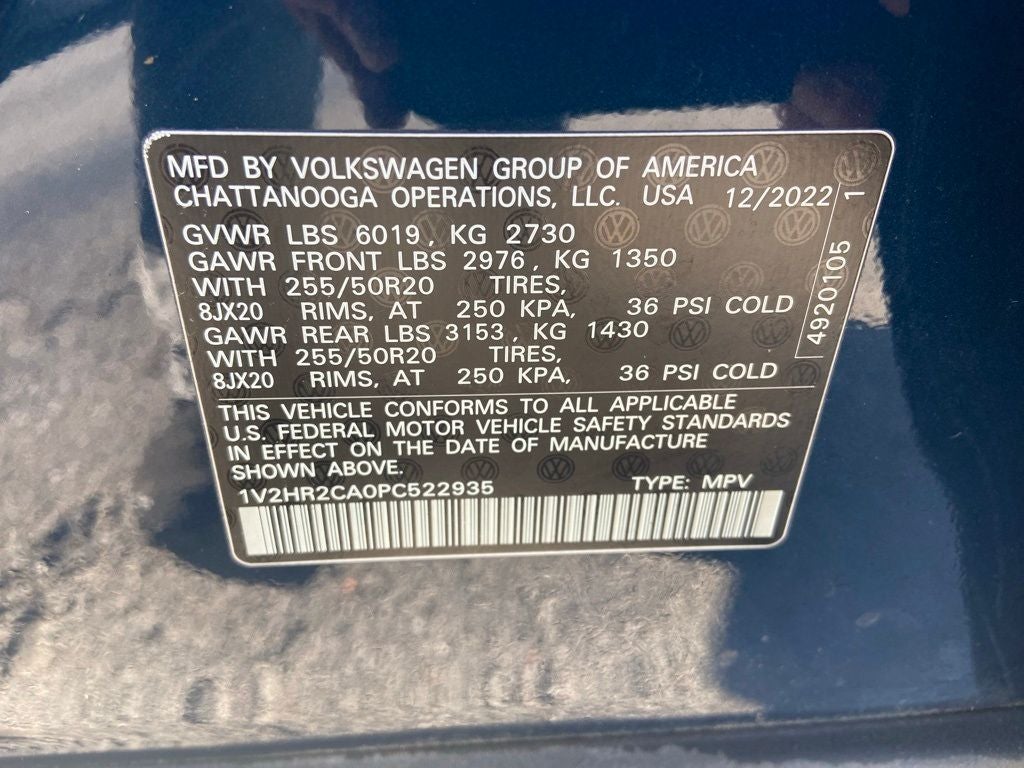 MFD BY VOLKSWAGEN GROUP OF AMERICA
CHATTANOOGA OPERATIONS, LLC. USA 12/2022
GVWR LBS 6019, KG 2730
GAWR FRONT LBS 2976, KG 1350
WITH 255/50R20 TIRES,
8JX20 RIMS, AT 250 KPA, 36 PSI COLD
GAWR REAR LBS 3153, KG 1430
WITH 255/50R20 TIRES,
8JX20 RIMS, AT 250 KPA, 36 PSI COLD
4920105 1
THIS VEHICLE CONFORMS TO ALL APPLICABLE
U.S. FEDERAL MOTOR VEHICLE SAFETY STANDARDS
IN EFFECT ON THE DATE OF MANUFACTURE
SHOWN ABOVE.
1V2HR2CA0PC522935 TYPE: MPV